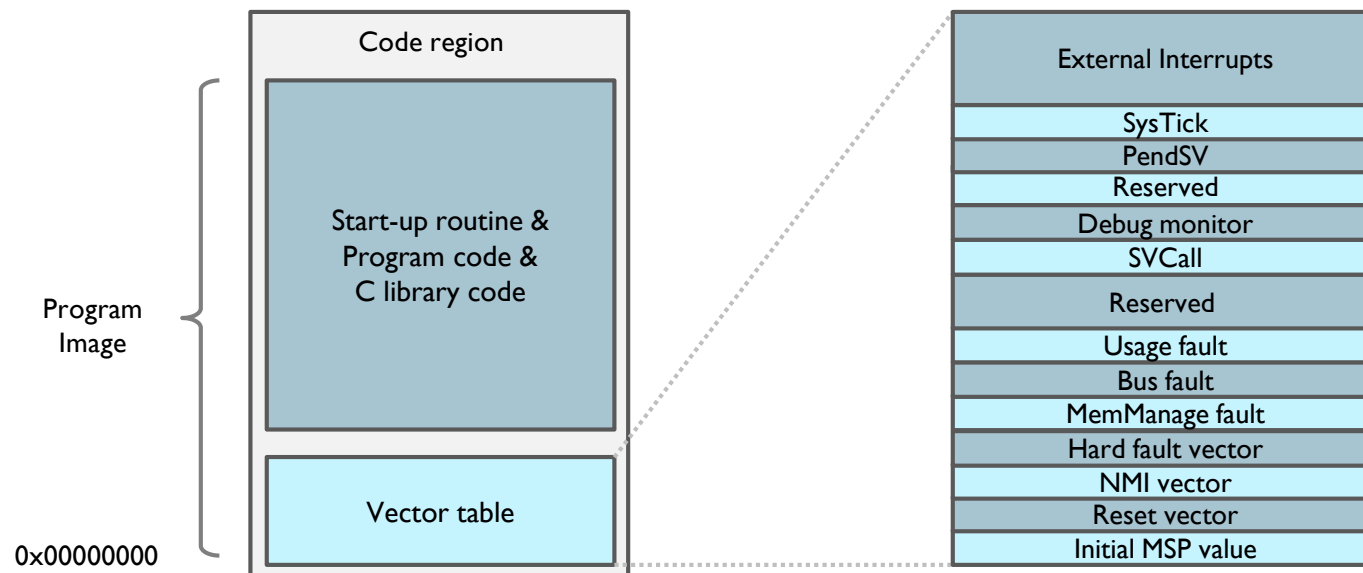 Code region
Start-up routine &
Program code &
C library code
Program
Image
Vector table
0x00000000
External Interrupts
SysTick
PendSV
Reserved
Debug monitor
SVCall
Reserved
Usage fault
Bus fault
MemManage fault
Hard fault vector
NMI vector
Reset vector
Initial MSP value